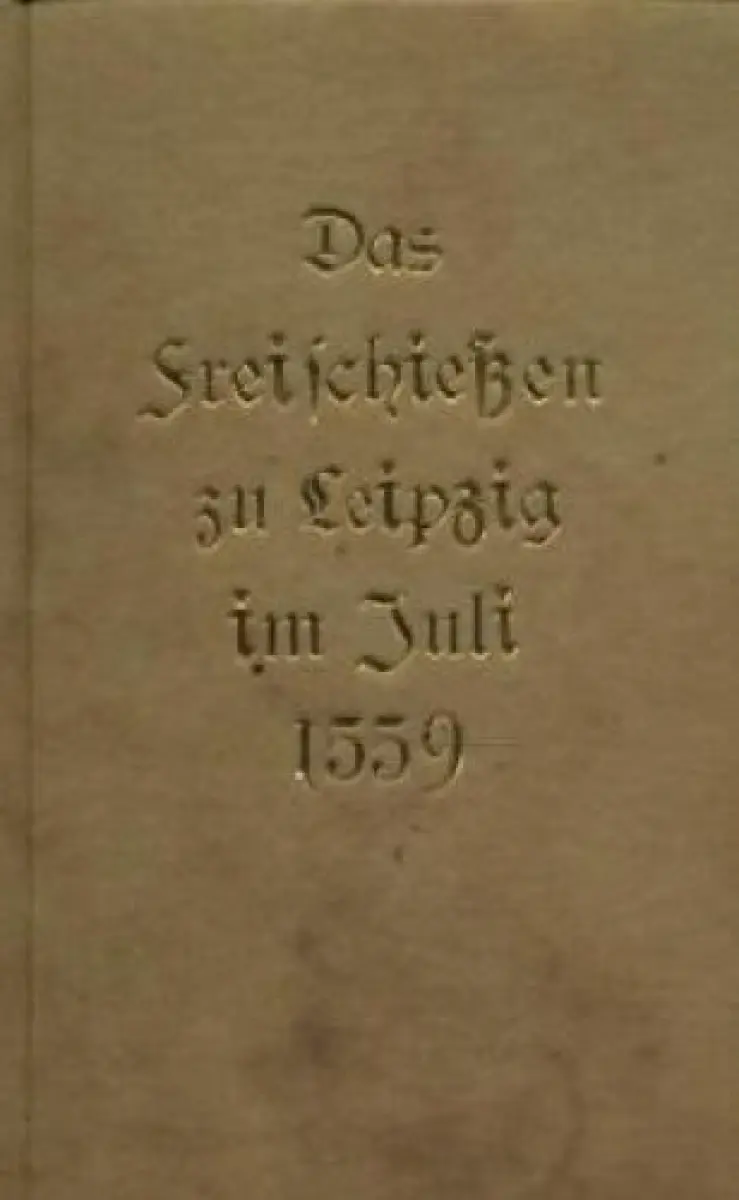 Das
Freiſchießen
zu Leipzig
im Juli
1559